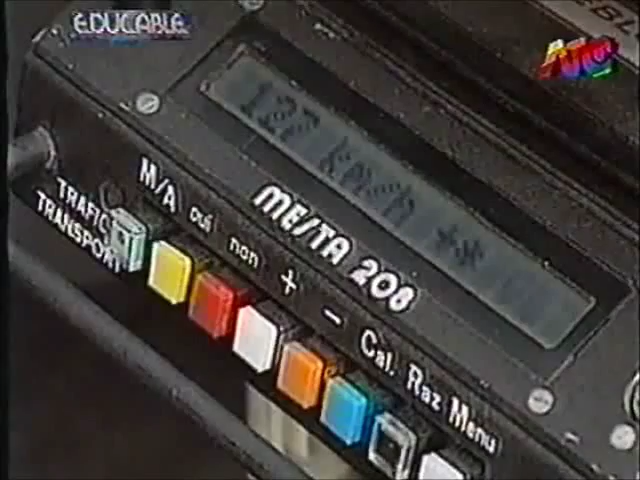 EDUCABLE
127 km/h **
TRAFIC
TRANSPORT
M/A oui non + - Cal. Raz Menu
MESTA 208